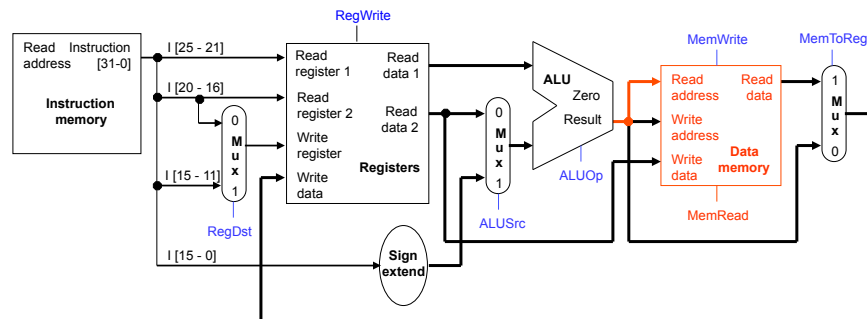 RegWrite
MemWrite
MemToReg
Read Instruction
address [31-0]
Instruction
memory
I [25 - 21]
I [20 - 16]
I [15 - 11]
I [15 - 0]
0
M
u
x
1
RegDst
Read
register 1
Read
data 1
Read
register 2
Read
data 2
Write
register
Write
data
Registers
Sign
extend
0
M
u
x
1
ALUSrc
ALU
Zero
Result
ALUOp
Read
address
Read
data
Write
address
Write
data
Data
memory
MemRead
1
M
u
x
0